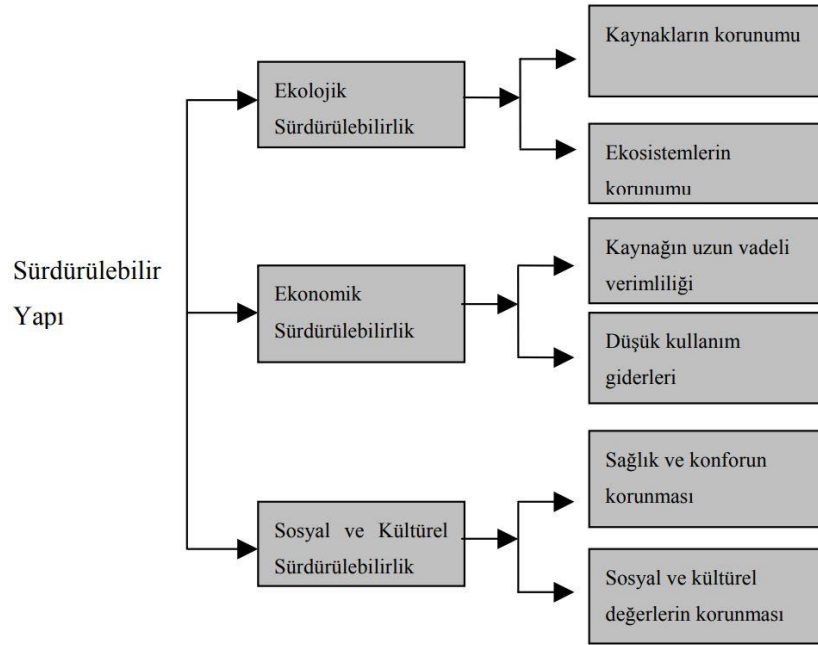 Sürdürülebilir
Yapı
Ekolojik
Sürdürülebilirlik
Kaynakların korunumu
Ekosistemlerin
korunumu
Ekonomik
Sürdürülebilirlik
Kaynağın uzun vadeli
verimliliği
Düşük kullanım
giderleri
Sosyal ve Kültürel
Sürdürülebilirlik
Sağlık ve konforun
korunması
Sosyal ve kültürel
değerlerin korunması